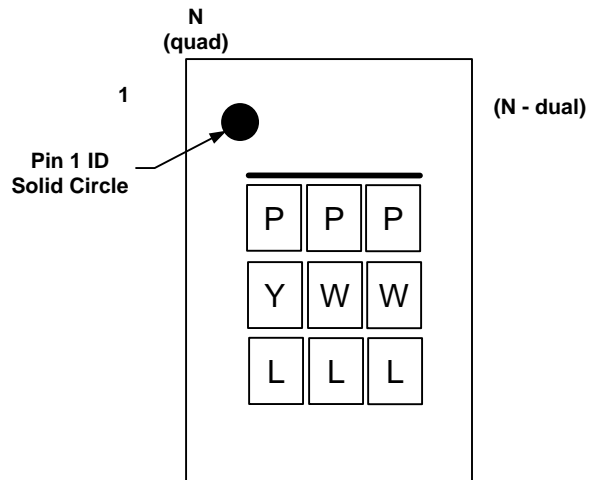 N
(quad)
1
(N - dual)
Pin 1 ID
Solid Circle
P P P
Y W W
L L L